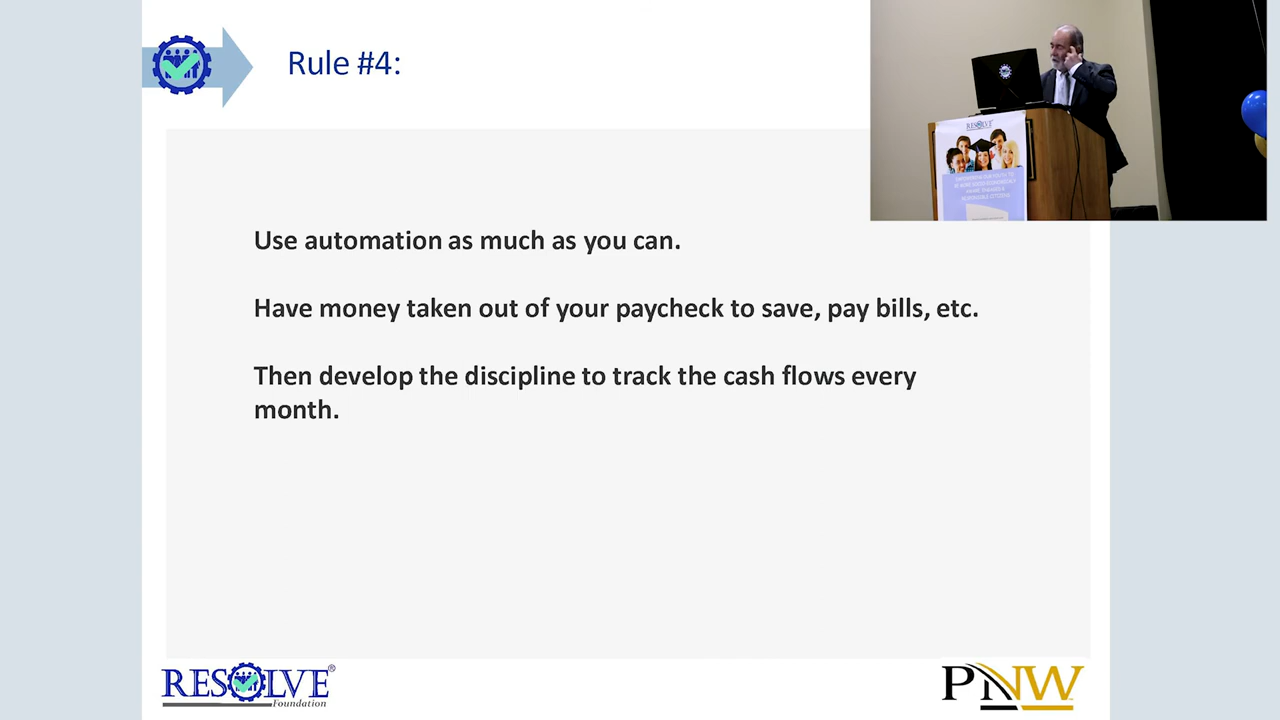 Rule #4:
RESOLVE
Use automation as much as you can.
Have money taken out of your paycheck to save, pay bills, etc.
Then develop the discipline to track the cash flows every
month.
RESOLVE®
Foundation
PNW